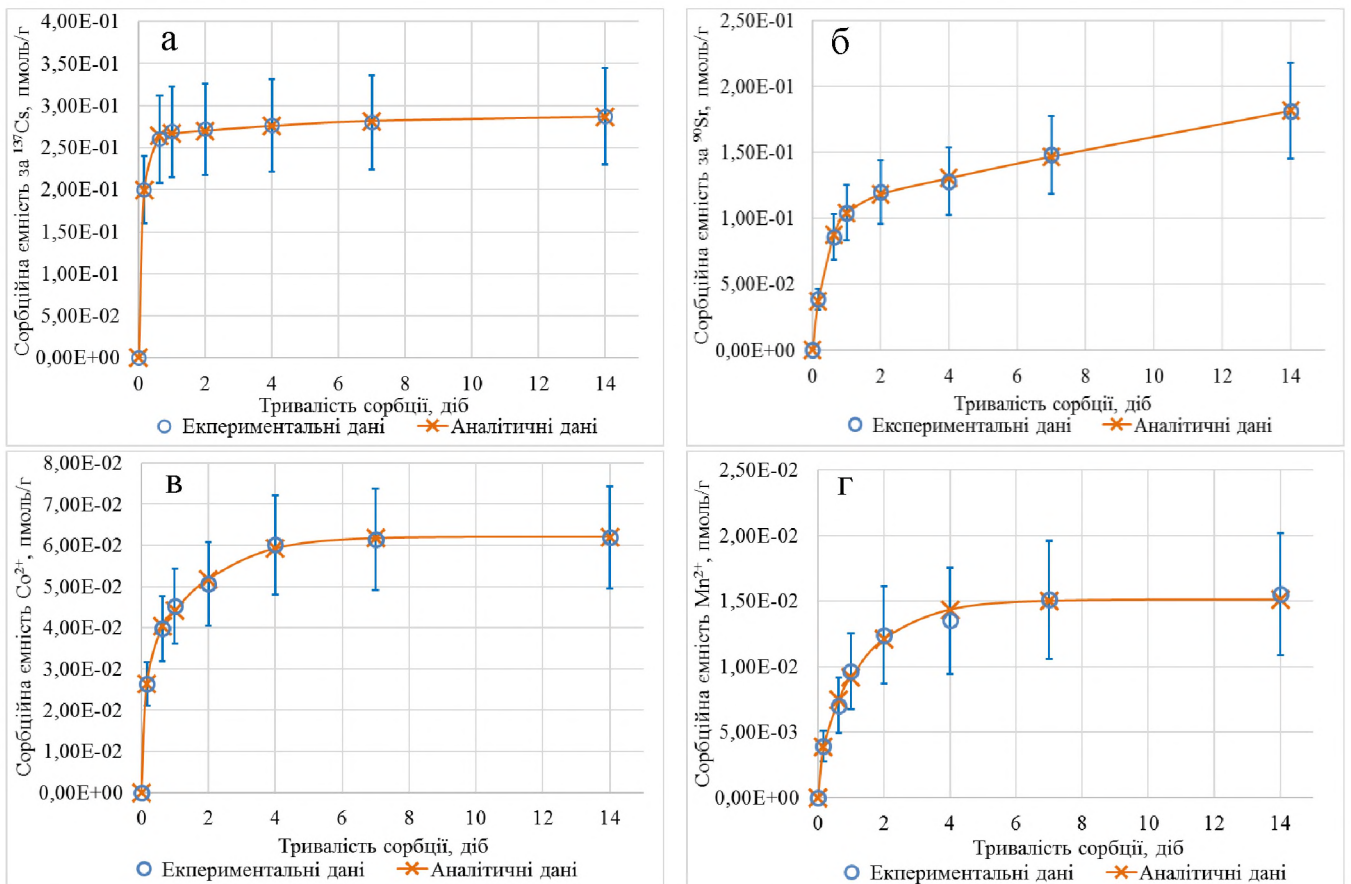 а
Сорбційна ємність за ¹³⁷Cs, пмоль/г
4,00E-01
3,50E-01
3,00E-01
2,50E-01
2,00E-01
1,50E-01
1,00E-01
5,00E-02
0,00E+00
0 2 4 6 8 10 12 14
Тривалість сорбції, діб
Екпериментальні дані Аналітичні дані
б
Сорбційна ємність за ⁹⁰Sr, пмоль/г
2,50E-01
2,00E-01
1,50E-01
1,00E-01
5,00E-02
0,00E+00
0 2 4 6 8 10 12 14
Тривалість сорбції, діб
Експериментальні дані Аналітичні дані
в
Сорбційна ємність Co²⁺, пмоль/г
8,00E-02
7,00E-02
6,00E-02
5,00E-02
4,00E-02
3,00E-02
2,00E-02
1,00E-02
0,00E+00
0 2 4 6 8 10 12 14
Тривалість сорбції, діб
Екпериментальні дані Аналітичні дані
г
Сорбційна ємність Mn²⁺, пмоль/г
2,50E-02
2,00E-02
1,50E-02
1,00E-02
5,00E-03
0,00E+00
0 2 4 6 8 10 12 14
Тривалість сорбції, діб
Екпериментальні дані Аналітичні дані